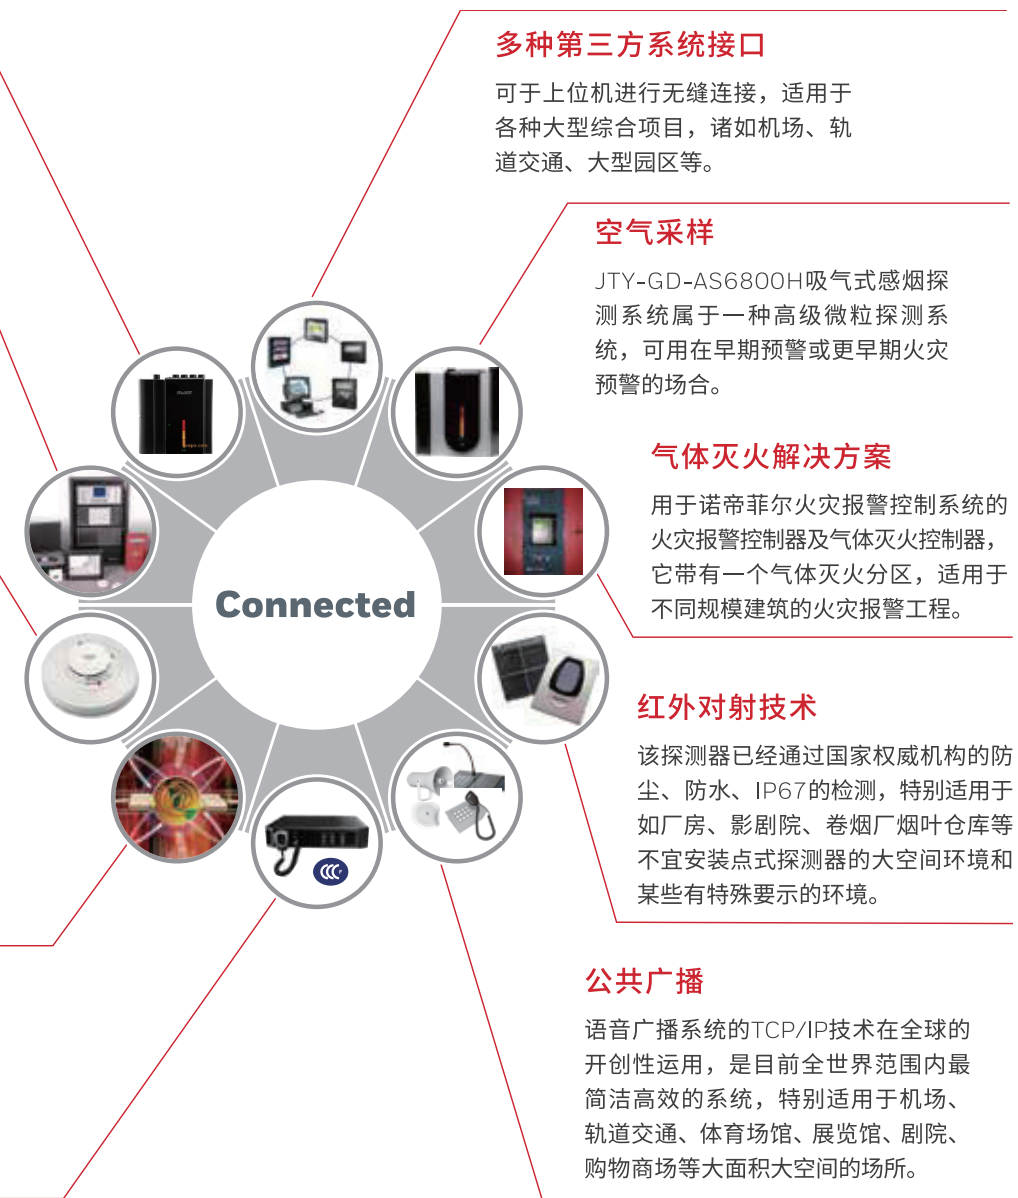 多种第三方系统接口
可于上位机进行无缝连接，适用于
各种大型综合项目，诸如机场、轨
道交通、大型园区等。
空气采样
JTY-GD-AS6800H吸气式感烟探
测系统属于一种高级微粒探测系
统，可用在早期预警或更早期火灾
预警的场合。
气体灭火解决方案
用于诺帝菲尔火灾报警控制系统的
火灾报警控制器及气体灭火控制器，
它带有一个气体灭火分区，适用于
不同规模建筑的火灾报警工程。
Connected
红外对射技术
该探测器已经通过国家权威机构的防
尘、防水、IP67的检测，特别适用于
如厂房、影剧院、卷烟厂烟叶仓库等
不宜安装点式探测器的大空间环境和
某些有特殊要示的环境。
公共广播
语音广播系统的TCP/IP技术在全球的
开创性运用，是目前全世界范围内最
简洁高效的系统，特别适用于机场、
轨道交通、体育场馆、展览馆、剧院、
购物商场等大面积大空间的场所。